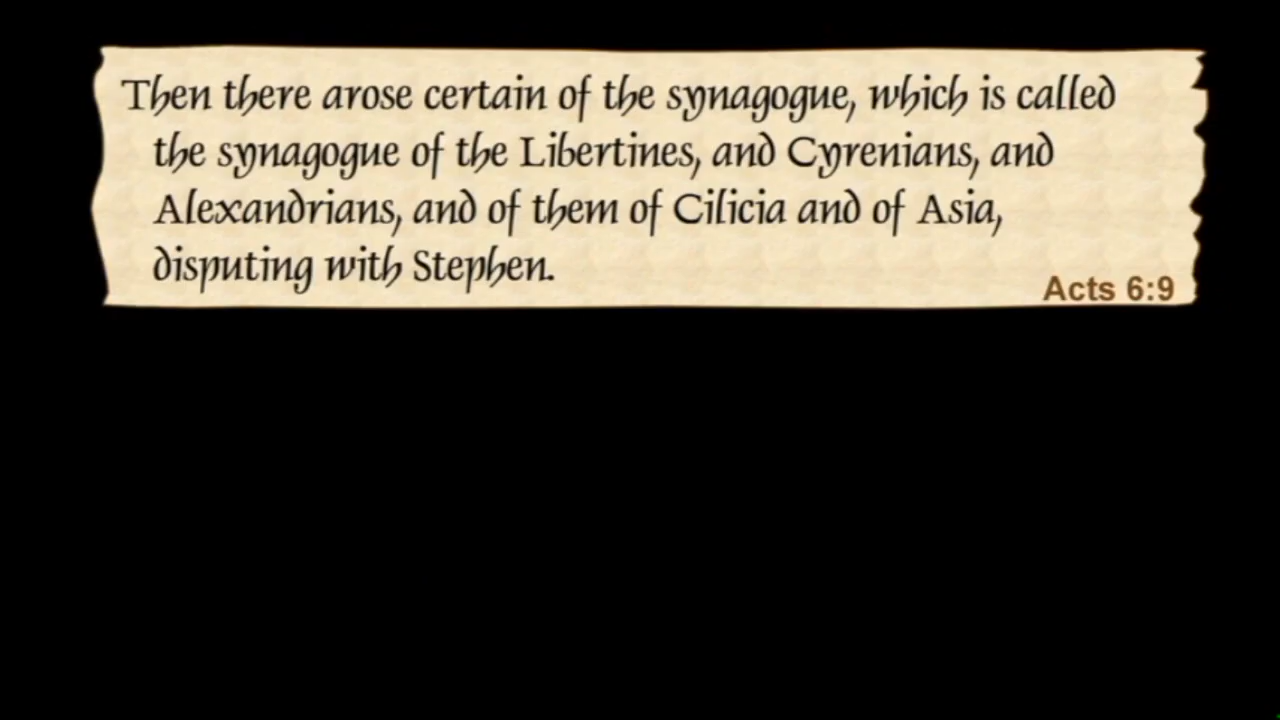 Then there arose certain of the synagogue, which is called
the synagogue of the Libertines, and Cyrenians, and
Alexandrians, and of them of Cilicia and of Asia,
disputing with Stephen.
Acts 6:9